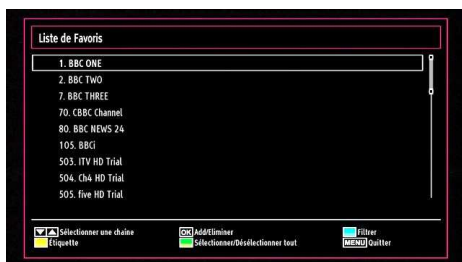 Liste de Favoris
1. BBC ONE
2. BBC TWO
7. BBC THREE
70. CBBC Channel
80. BBC NEWS 24
105. BBCi
503. ITV HD Trial
504. Ch4 HD Trial
505. five HD Trial
Sélectionner une chaîne OK Add/Eliminer Filtrer
Etiquette Sélectionner/Désélectionner tout MENU Quitter